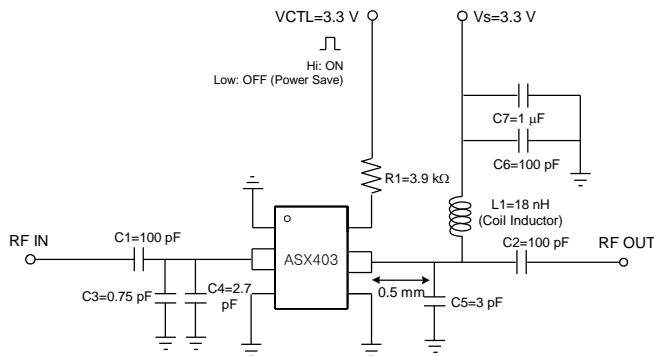 VCTL=3.3 V
Vs=3.3 V
Hi: ON
Low: OFF (Power Save)
C7=1 μF
C6=100 pF
R1=3.9 kΩ
L1=18 nH
(Coil Inductor)
RF IN
C1=100 pF
ASX403
C2=100 pF
RF OUT
C3=0.75 pF
C4=2.7
pF
0.5 mm
C5=3 pF